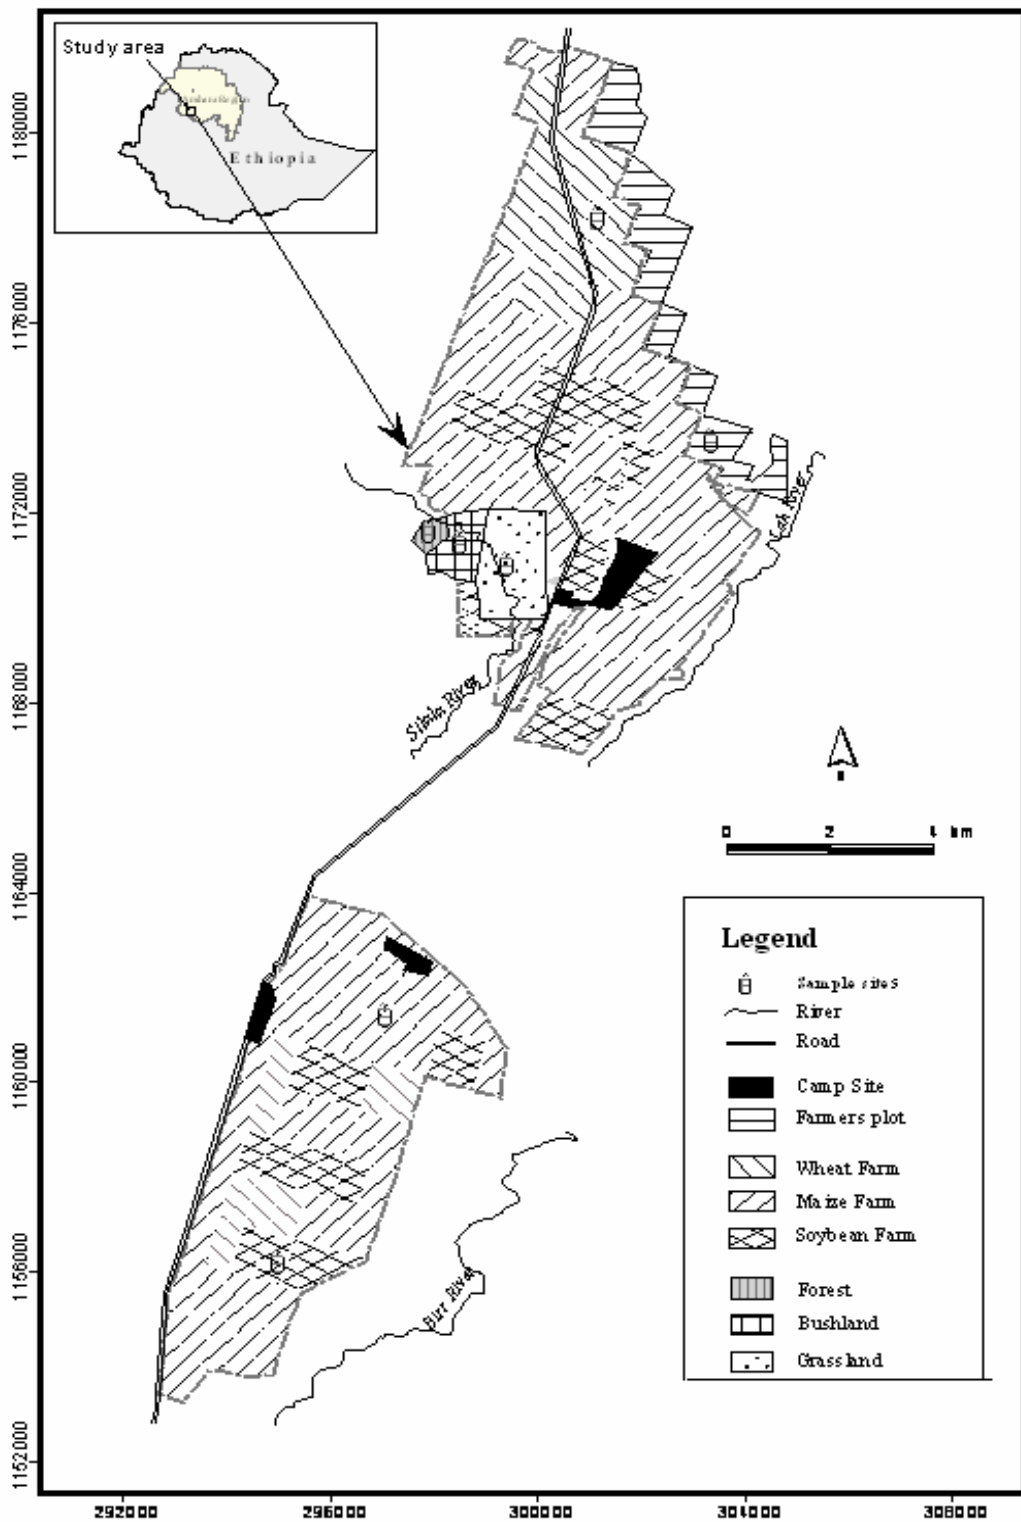 Study area
Ethiopia
1180000
1176000
1172000
1168000
1164000
1160000
1156000
1152000
Lah River
River
Birr River
0 2 4 km
Legend
Sample sites
River
Road
Camp Site
Farmers plot
Wheat Farm
Maize Farm
Soybean Farm
Forest
Bushland
Grassland
292000 296000 300000 304000 308000